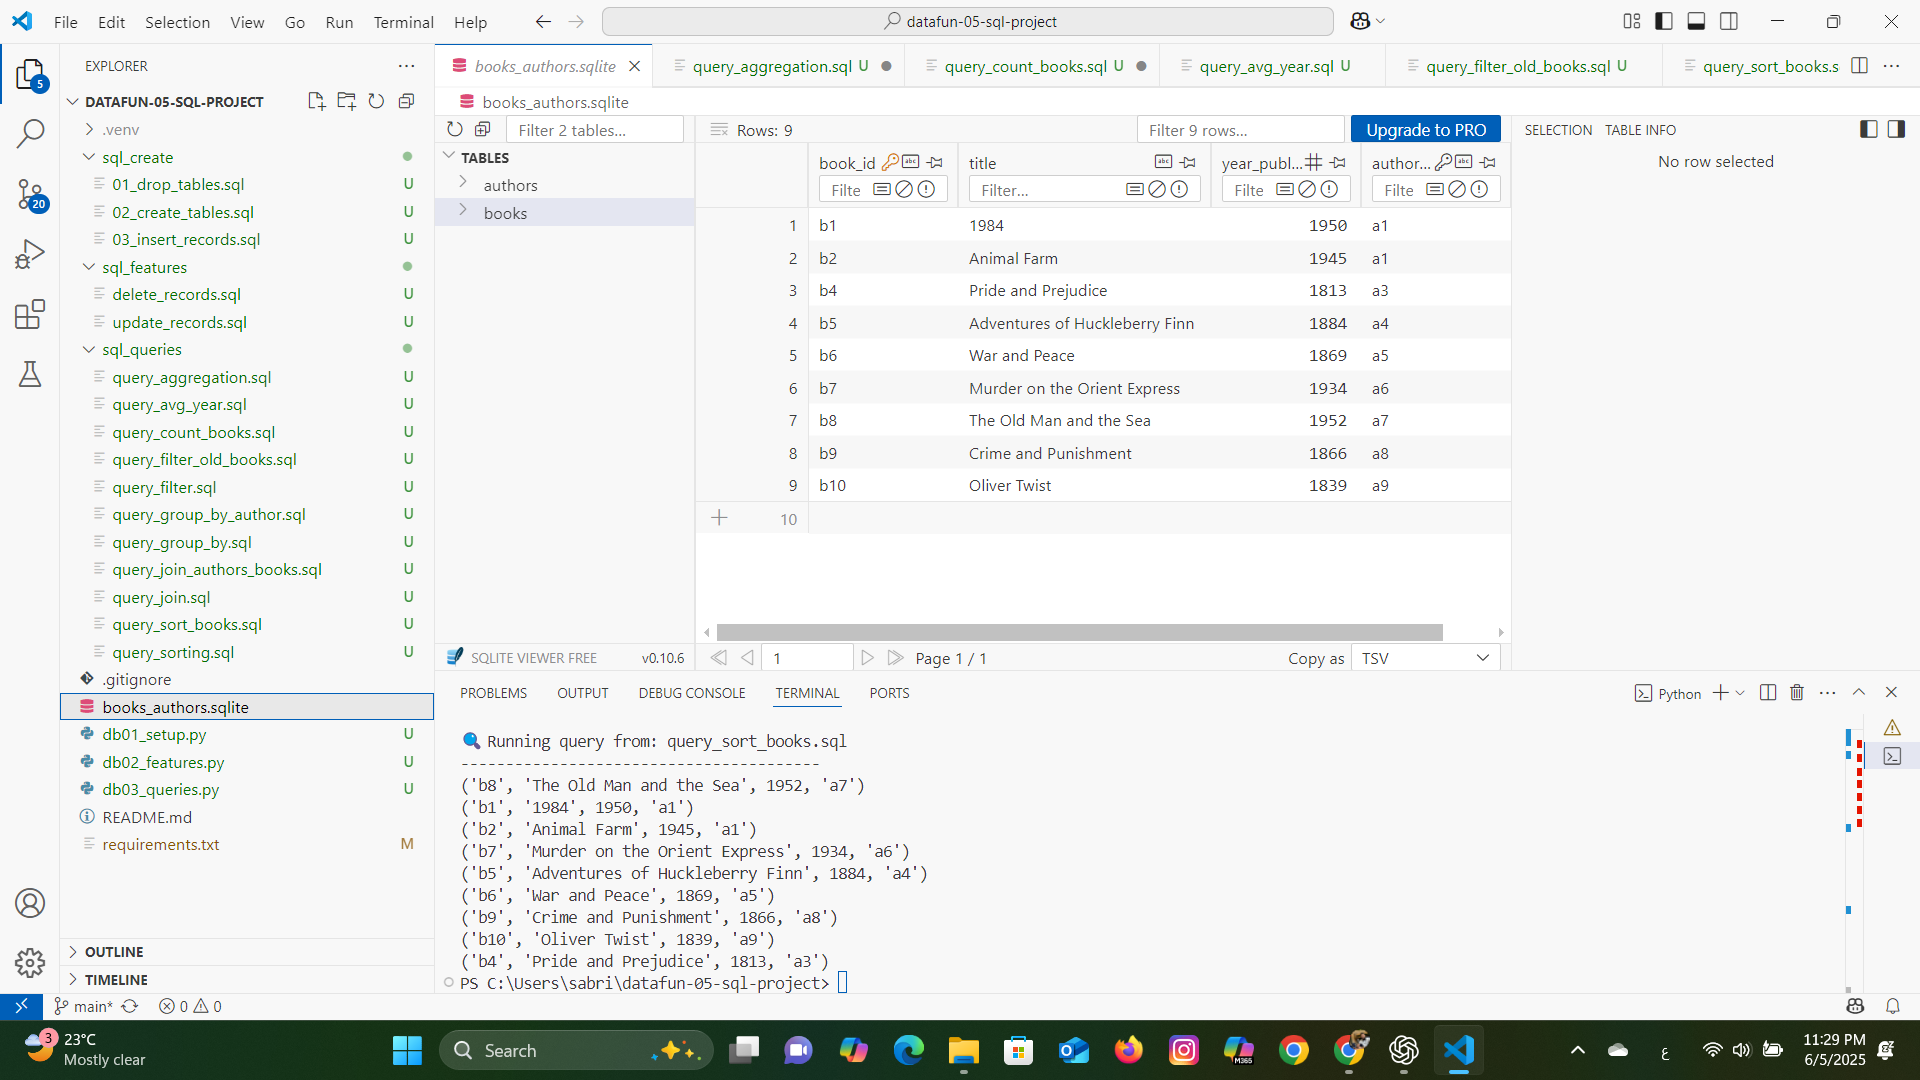 File Edit Selection View Go Run Terminal Help
datafun-05-sql-project
EXPLORER
5
20
DATAFUN-05-SQL-PROJECT
.venv
sql_create
01_drop_tables.sql U
02_create_tables.sql U
03_insert_records.sql U
sql_features
delete_records.sql U
update_records.sql U
sql_queries
query_aggregation.sql U
query_avg_year.sql U
query_count_books.sql U
query_filter_old_books.sql U
query_filter.sql U
query_group_by_author.sql U
query_group_by.sql U
query_join_authors_books.sql U
query_join.sql U
query_sort_books.sql U
query_sorting.sql U
.gitignore
books_authors.sqlite
db01_setup.py U
db02_features.py U
db03_queries.py U
README.md
requirements.txt M
OUTLINE
TIMELINE
books_authors.sqlite query_aggregation.sql U query_count_books.sql U query_avg_year.sql U query_filter_old_books.sql U query_sort_books.s
books_authors.sqlite
Filter 2 tables...
TABLES
authors
books
SQLITE VIEWER FREE v0.10.6
Rows: 9 Filter 9 rows... Upgrade to PRO
book_id title year_publ... author...
Filte Filter... Filte Filte
1 b1 1984 1950 a1
2 b2 Animal Farm 1945 a1
3 b4 Pride and Prejudice 1813 a3
4 b5 Adventures of Huckleberry Finn 1884 a4
5 b6 War and Peace 1869 a5
6 b7 Murder on the Orient Express 1934 a6
7 b8 The Old Man and the Sea 1952 a7
8 b9 Crime and Punishment 1866 a8
9 b10 Oliver Twist 1839 a9
10
1 Page 1 / 1 Copy as TSV
SELECTION TABLE INFO
No row selected
PROBLEMS OUTPUT DEBUG CONSOLE TERMINAL PORTS
Python
Running query from: query_sort_books.sql
----------------------------------------
('b8', 'The Old Man and the Sea', 1952, 'a7')
('b1', '1984', 1950, 'a1')
('b2', 'Animal Farm', 1945, 'a1')
('b7', 'Murder on the Orient Express', 1934, 'a6')
('b5', 'Adventures of Huckleberry Finn', 1884, 'a4')
('b6', 'War and Peace', 1869, 'a5')
('b9', 'Crime and Punishment', 1866, 'a8')
('b10', 'Oliver Twist', 1839, 'a9')
('b4', 'Pride and Prejudice', 1813, 'a3')
PS C:\Users\sabri\datafun-05-sql-project>
main* 0 0
3
23°C
Mostly clear
Search
M365
ع
11:29 PM
6/5/2025